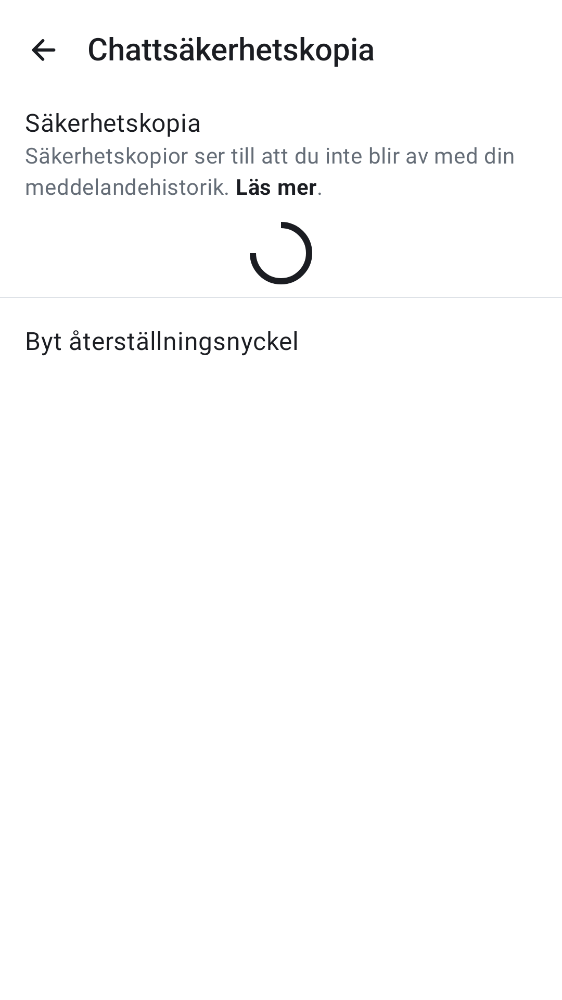 Chattsäkerhetskopia
Säkerhetskopia
Säkerhetskopior ser till att du inte blir av med din
meddelandehistorik. Läs mer.
Byt återställningsnyckel